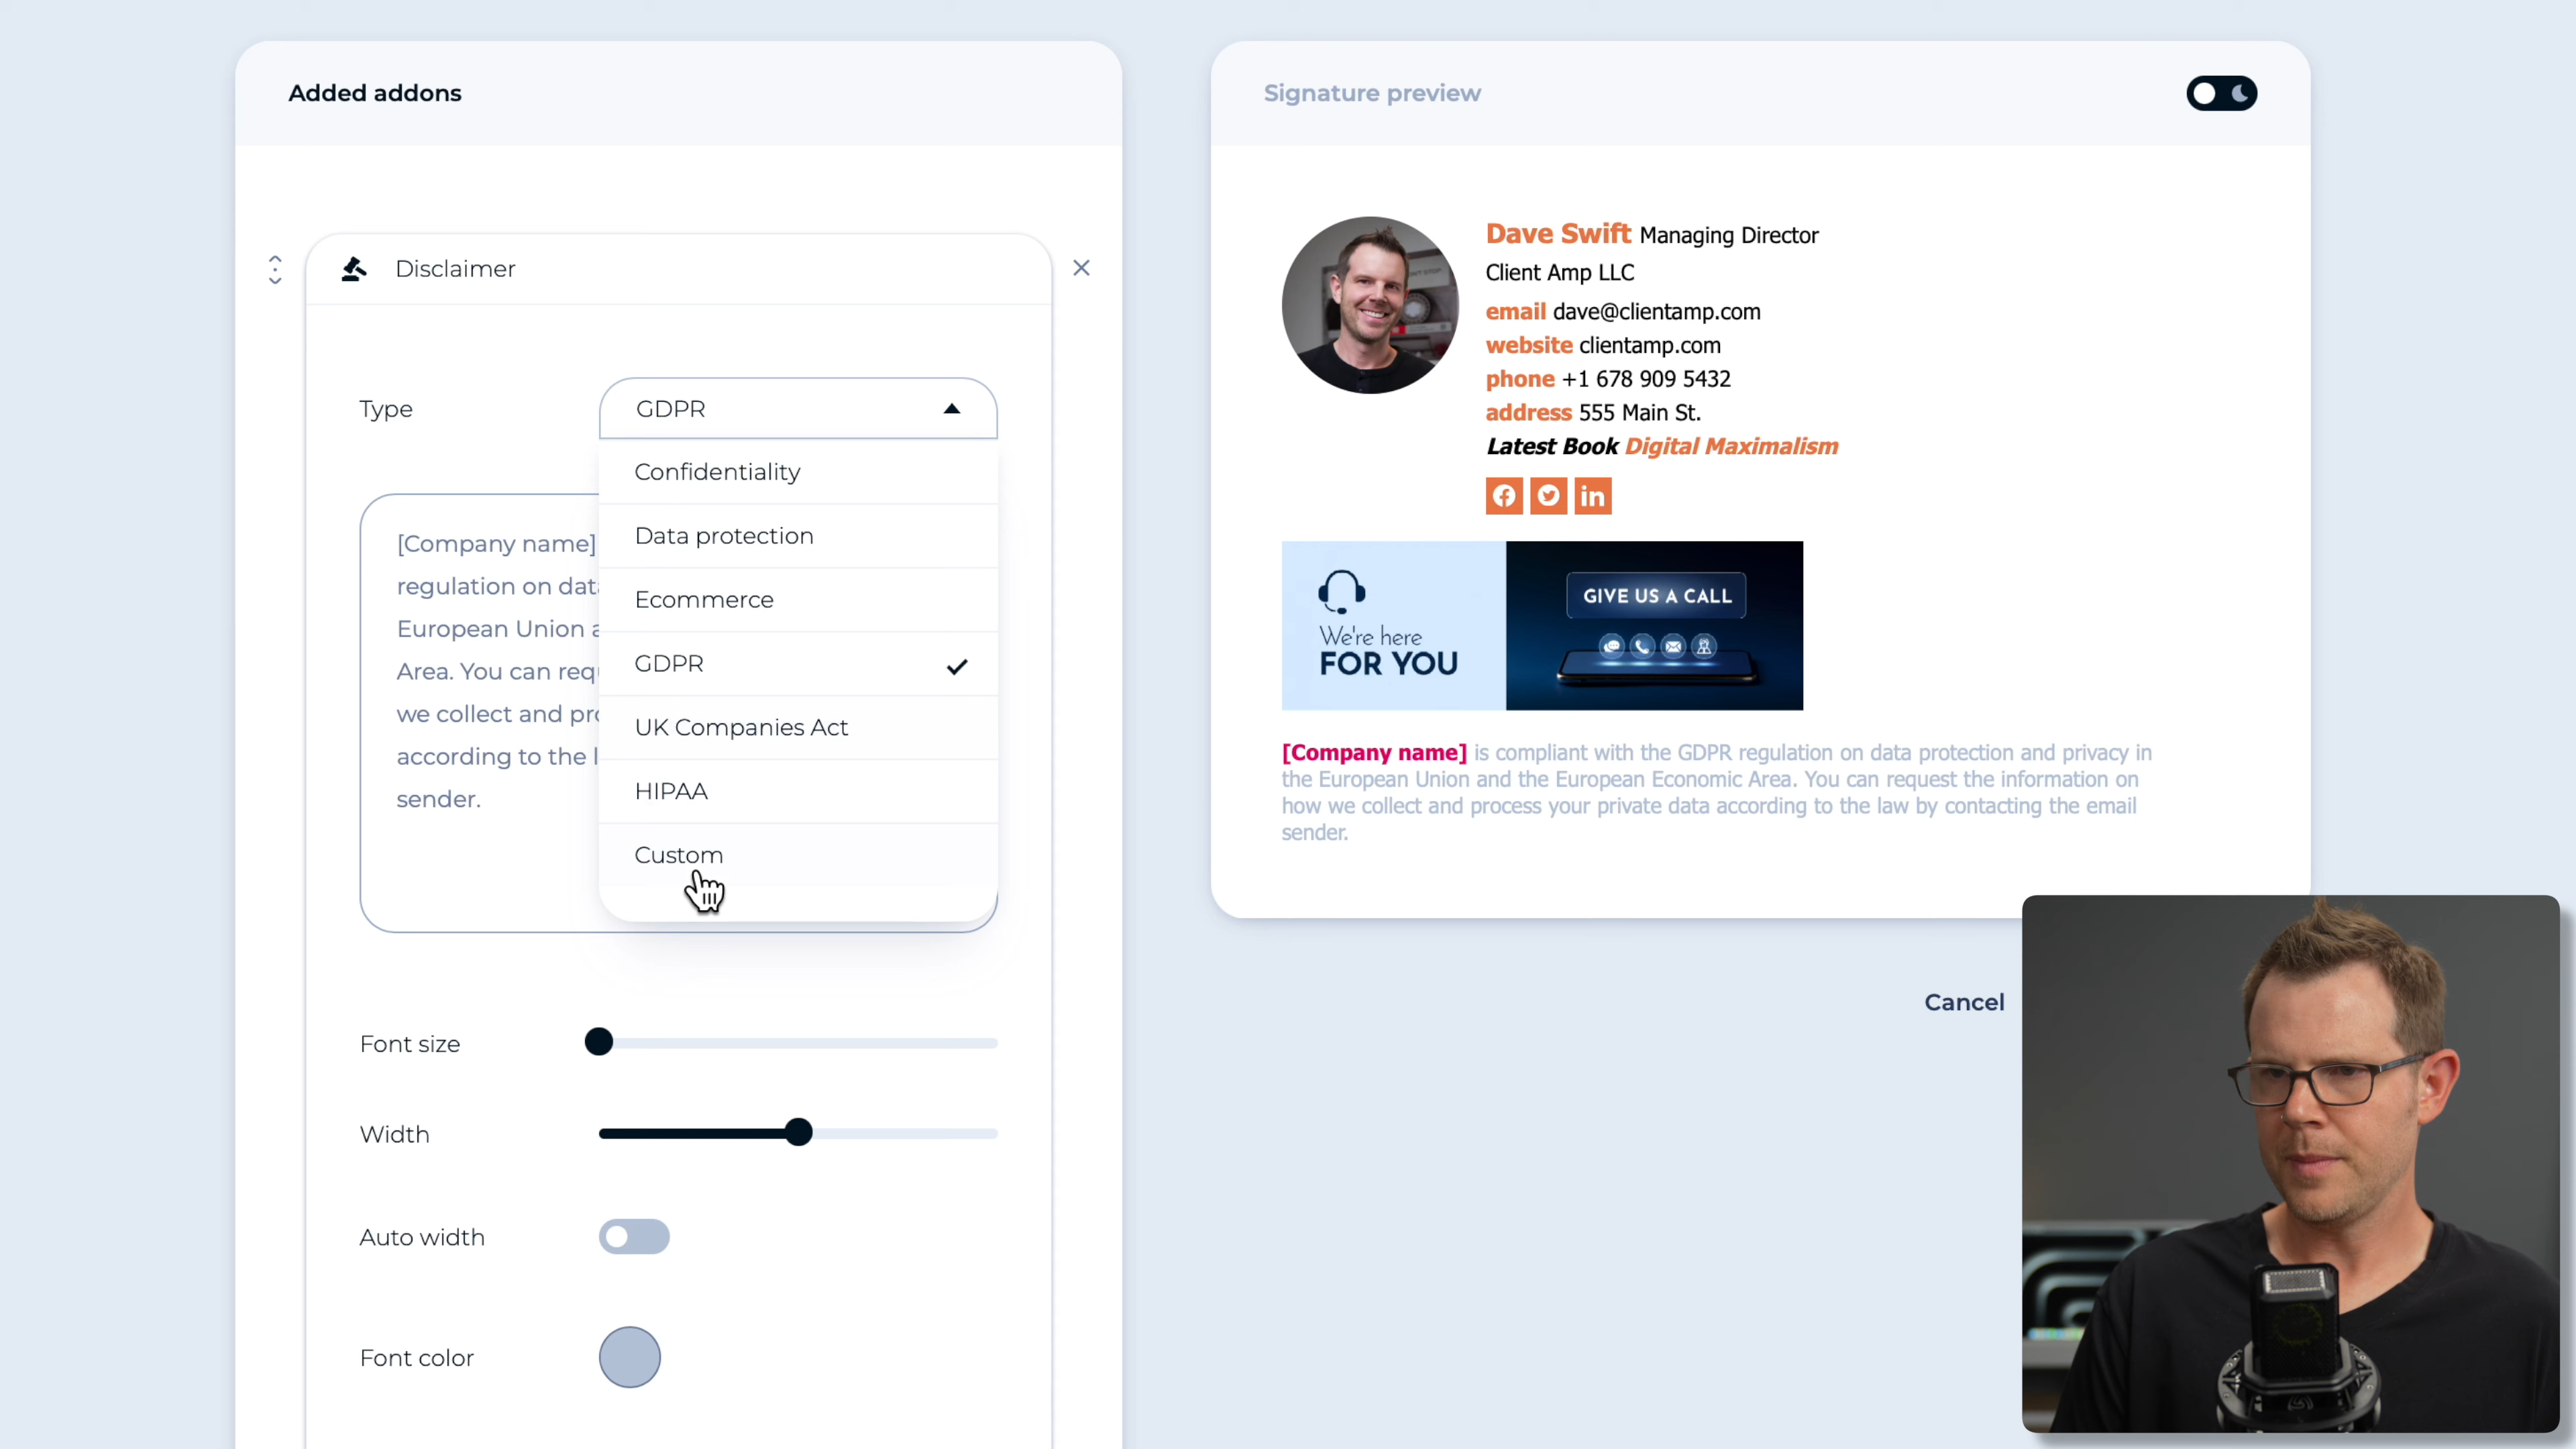 Added addons
Disclaimer
Type
GDPR
Confidentiality
Data protection
Ecommerce
GDPR
UK Companies Act
HIPAA
Custom
[Company name]
regulation on dat
European Union a
Area. You can requ
we collect and pro
according to the l
sender.
Font size
Width
Auto width
Font color
Signature preview
Dave Swift Managing Director
Client Amp LLC
email dave@clientamp.com
website clientamp.com
phone +1 678 909 5432
address 555 Main St.
Latest Book Digital Maximalism
in
We're here
FOR YOU
GIVE US A CALL
[Company name] is compliant with the GDPR regulation on data protection and privacy in
the European Union and the European Economic Area. You can request the information on
how we collect and process your private data according to the law by contacting the email
sender.
Cancel